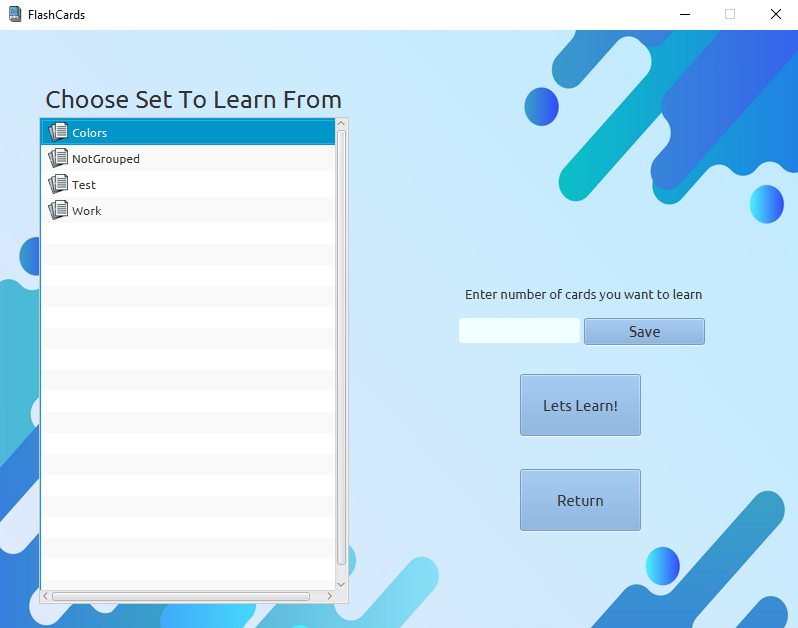 FlashCards
Choose Set To Learn From
Colors
NotGrouped
Test
Work
Enter number of cards you want to learn
Save
Lets Learn!
Return